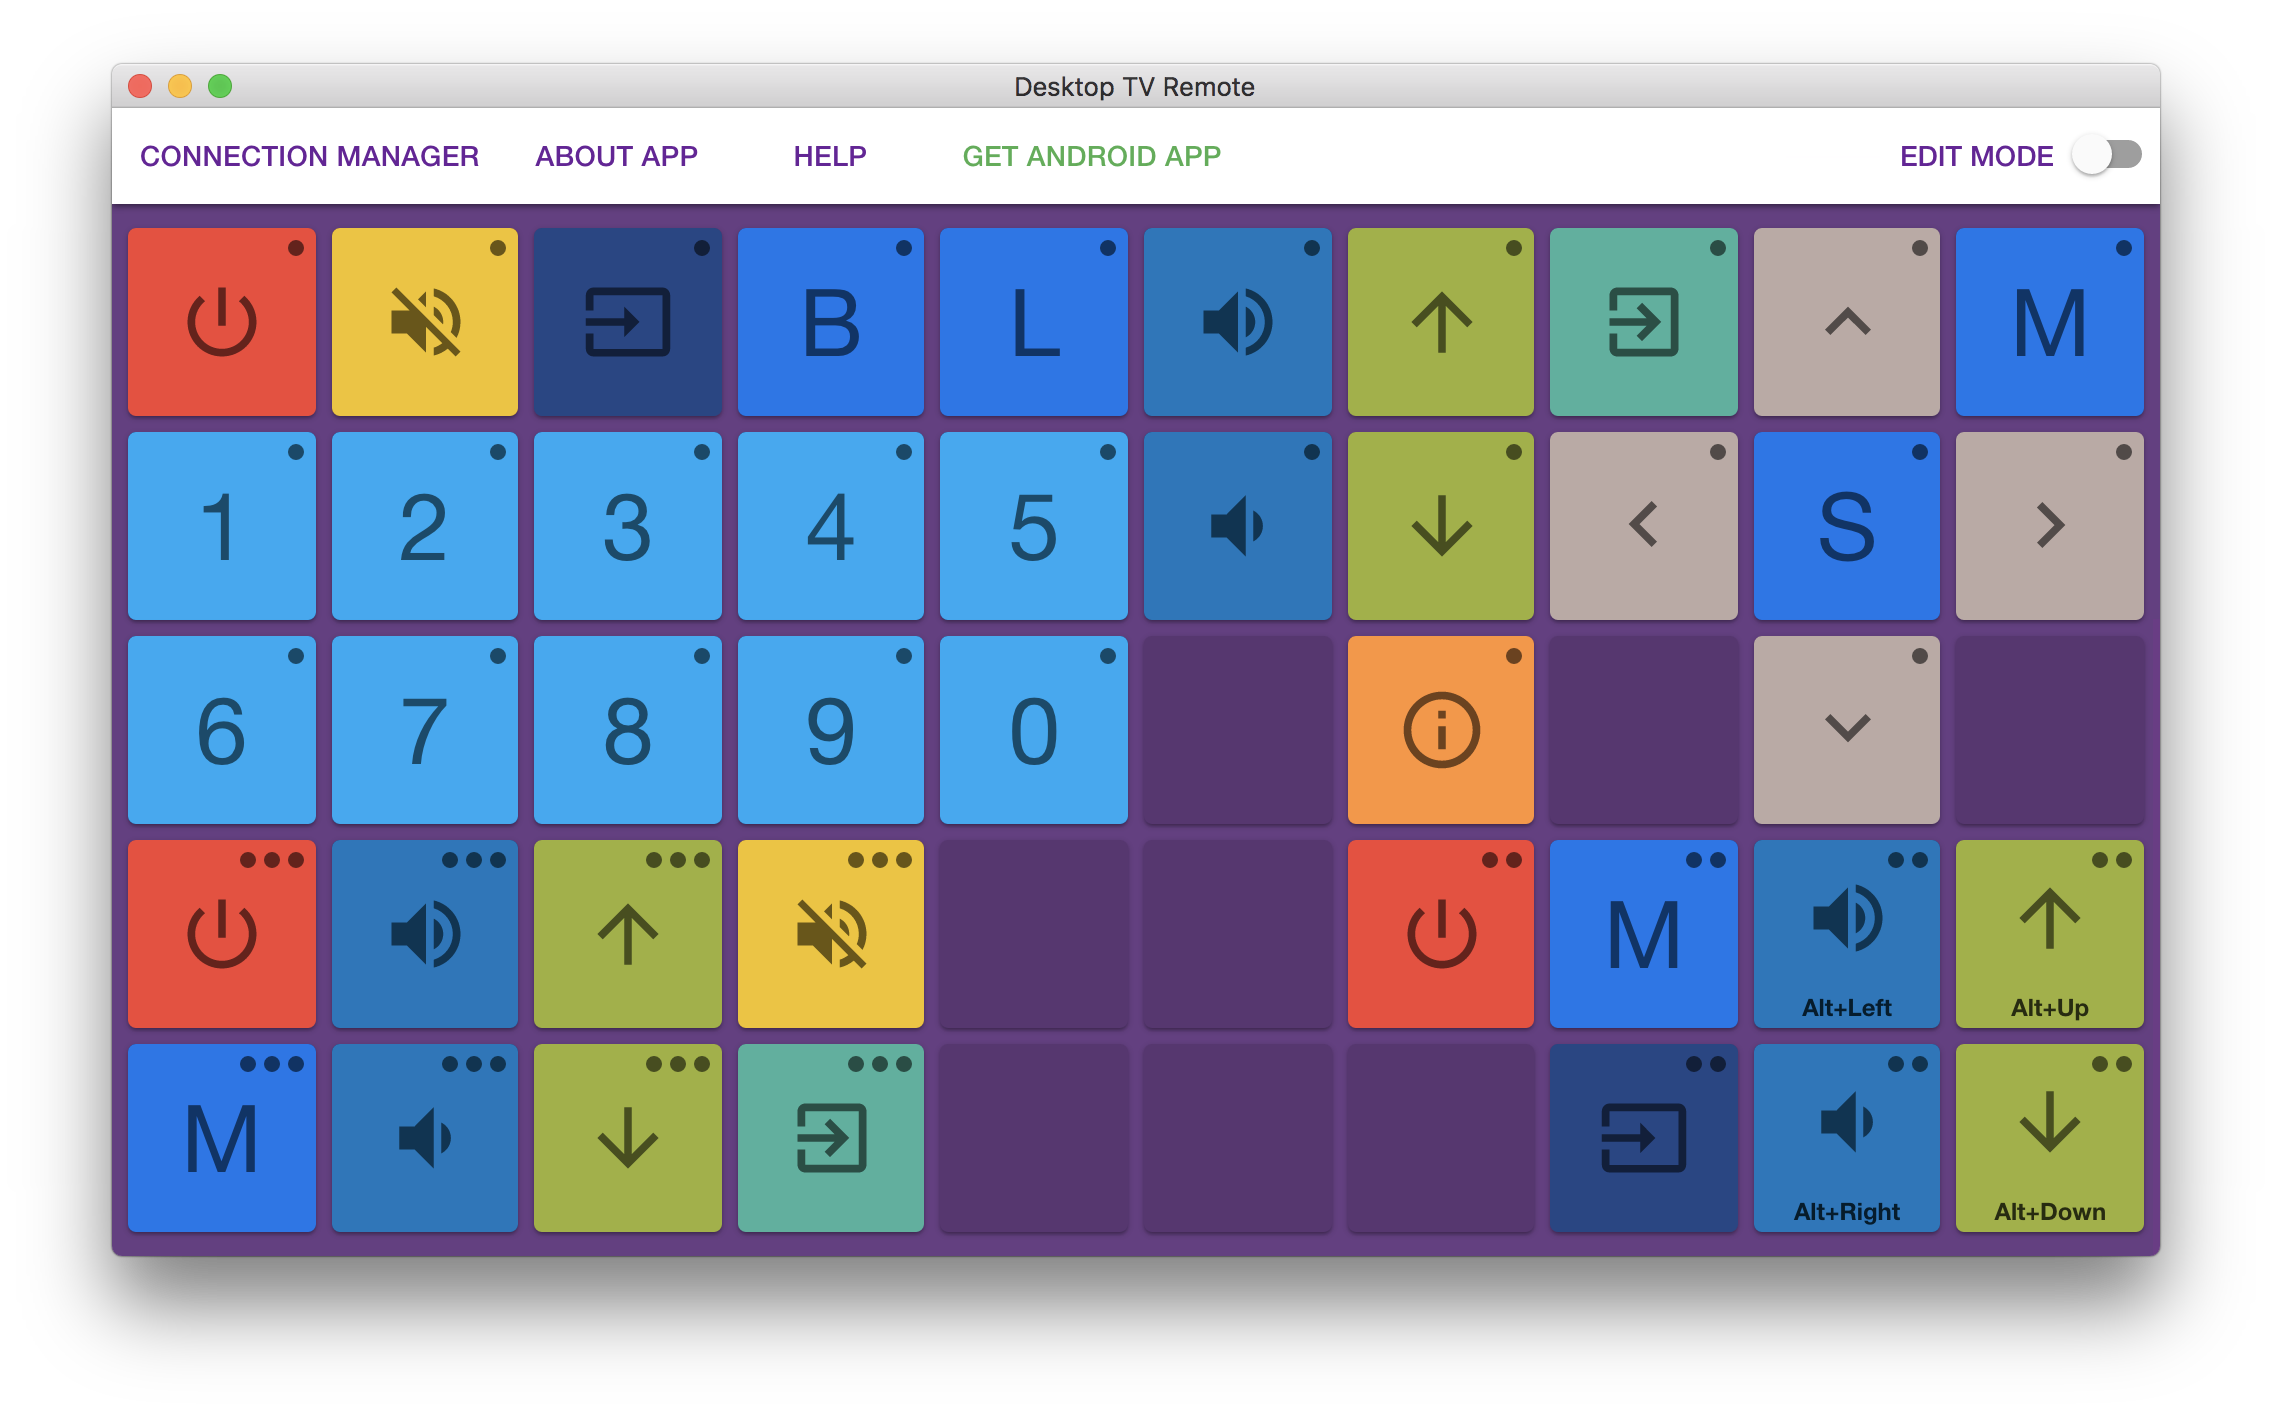 Desktop TV Remote
CONNECTION MANAGER ABOUT APP HELP GET ANDROID APP EDIT MODE
B L M
1 2 3 4 5 S
6 7 8 9 0
M
Alt+Left Alt+Up
M
Alt+Right Alt+Down